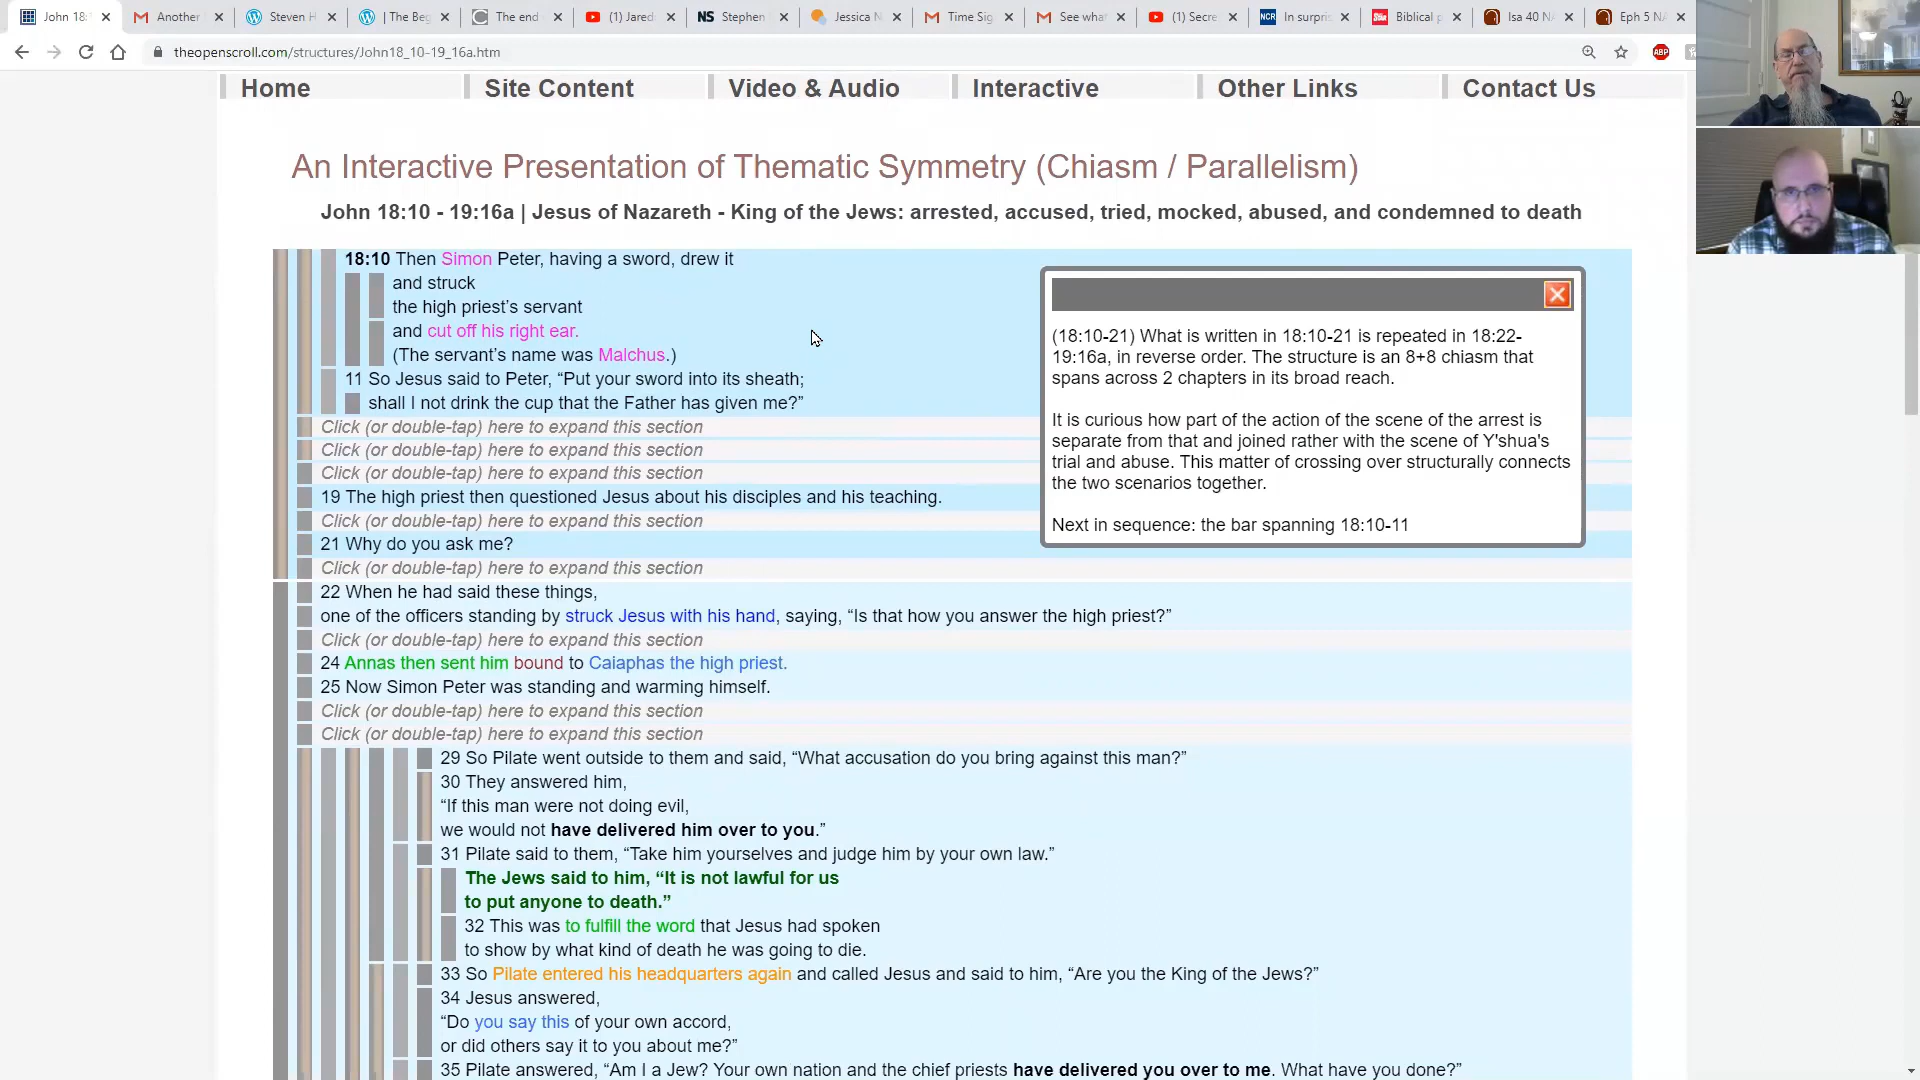 John 18:
Another
Steven H
| The Beg
The end
(1) Jared
NS Stephen
Jessica N
Time Sig
See what
(1) Secre
NCR In surpris
Biblical p
Isa 40 NA
Eph 5 NA
theopenscroll.com/structures/John18_10-19_16a.htm
ABP
Home
Site Content
Video & Audio
Interactive
Other Links
Contact Us
An Interactive Presentation of Thematic Symmetry (Chiasm / Parallelism)
John 18:10 - 19:16a | Jesus of Nazareth - King of the Jews: arrested, accused, tried, mocked, abused, and condemned to death
18:10 Then Simon Peter, having a sword, drew it
and struck
the high priest’s servant
and cut off his right ear.
(The servant’s name was Malchus.)
11 So Jesus said to Peter, “Put your sword into its sheath;
shall I not drink the cup that the Father has given me?”
Click (or double-tap) here to expand this section
Click (or double-tap) here to expand this section
Click (or double-tap) here to expand this section
19 The high priest then questioned Jesus about his disciples and his teaching.
Click (or double-tap) here to expand this section
21 Why do you ask me?
Click (or double-tap) here to expand this section
(18:10-21) What is written in 18:10-21 is repeated in 18:22-
19:16a, in reverse order. The structure is an 8+8 chiasm that
spans across 2 chapters in its broad reach.
It is curious how part of the action of the scene of the arrest is
separate from that and joined rather with the scene of Y'shua's
trial and abuse. This matter of crossing over structurally connects
the two scenarios together.
Next in sequence: the bar spanning 18:10-11
22 When he had said these things,
one of the officers standing by struck Jesus with his hand, saying, “Is that how you answer the high priest?”
Click (or double-tap) here to expand this section
24 Annas then sent him bound to Caiaphas the high priest.
25 Now Simon Peter was standing and warming himself.
Click (or double-tap) here to expand this section
Click (or double-tap) here to expand this section
29 So Pilate went outside to them and said, “What accusation do you bring against this man?”
30 They answered him,
“If this man were not doing evil,
we would not have delivered him over to you.”
31 Pilate said to them, “Take him yourselves and judge him by your own law.”
The Jews said to him, “It is not lawful for us
to put anyone to death.”
32 This was to fulfill the word that Jesus had spoken
to show by what kind of death he was going to die.
33 So Pilate entered his headquarters again and called Jesus and said to him, “Are you the King of the Jews?”
34 Jesus answered,
“Do you say this of your own accord,
or did others say it to you about me?”
35 Pilate answered, “Am I a Jew? Your own nation and the chief priests have delivered you over to me. What have you done?”